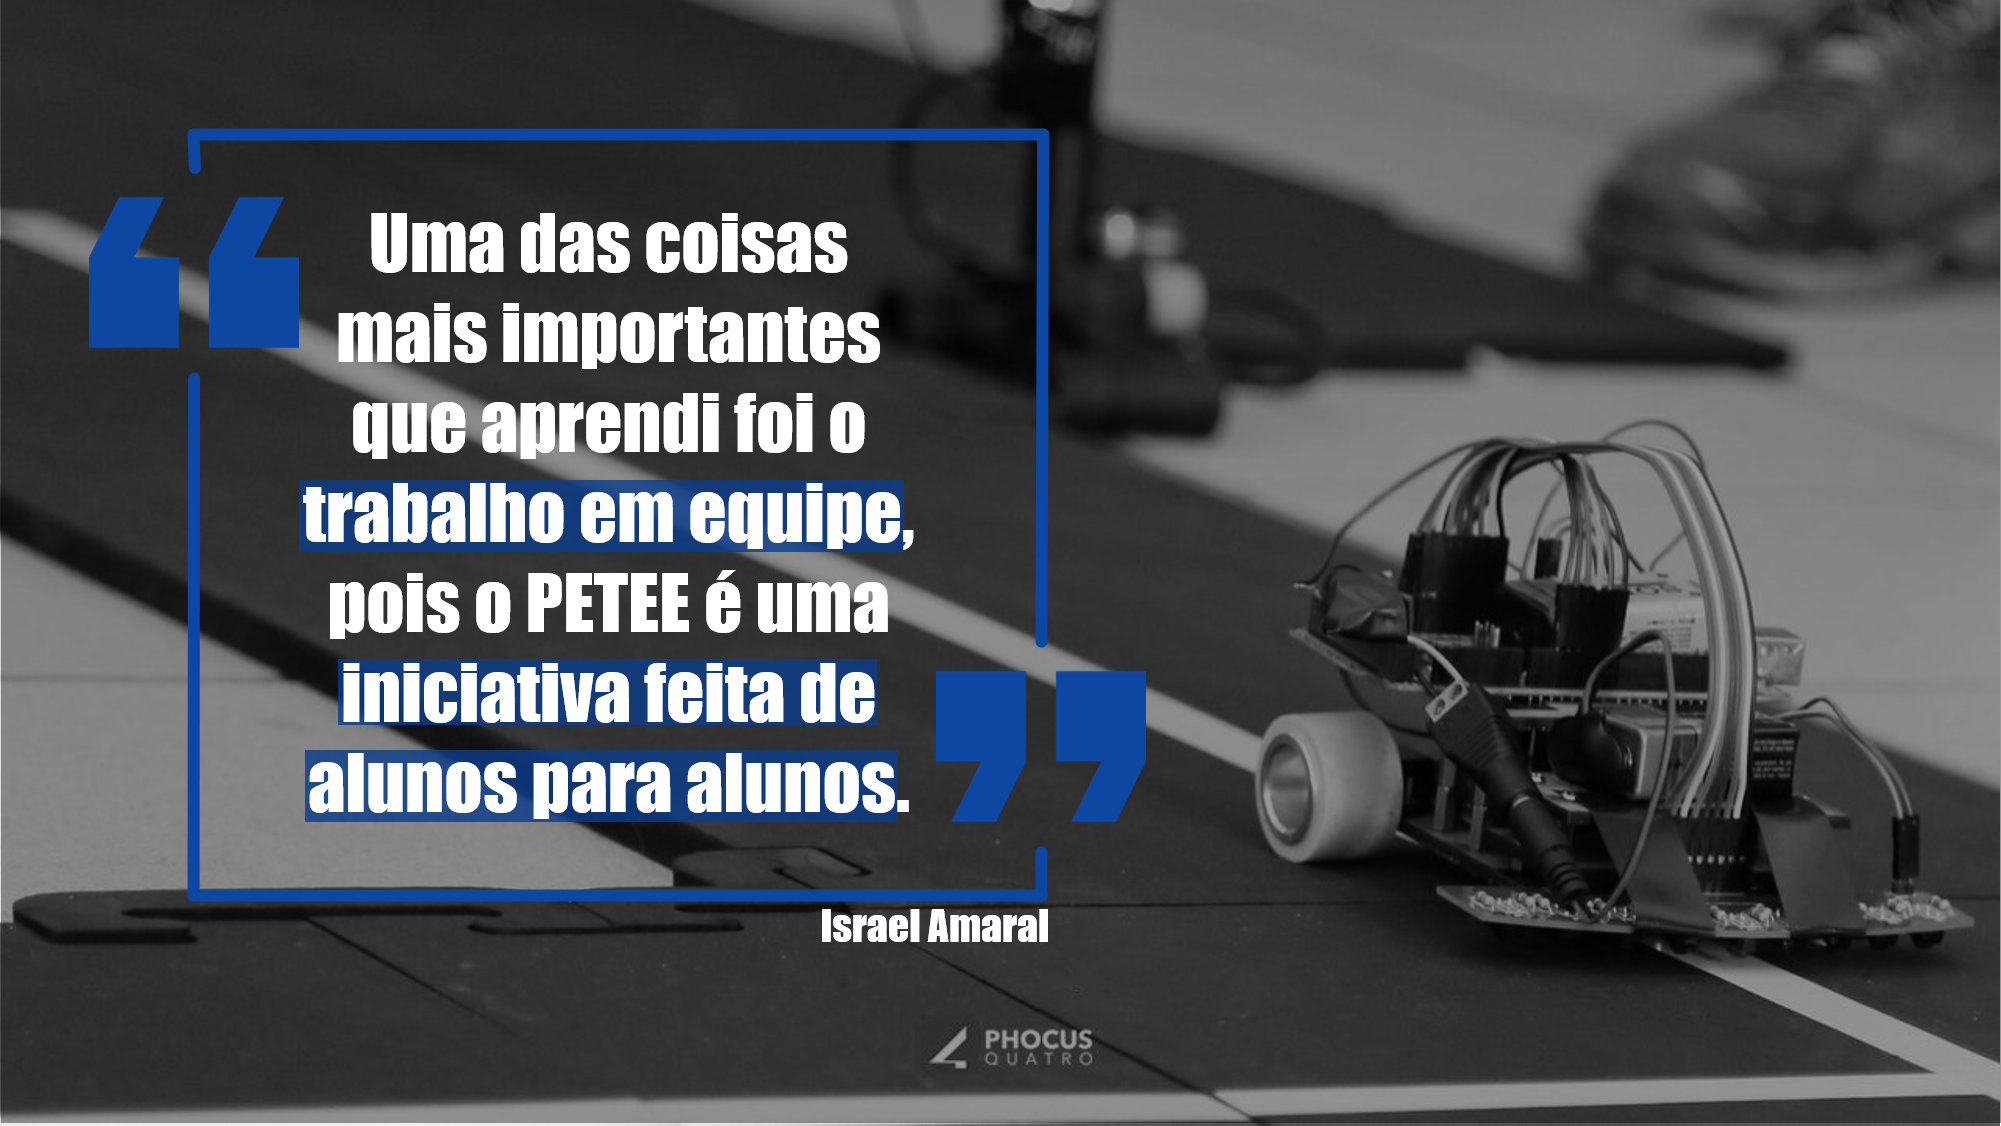 Uma das coisas
mais importantes
que aprendi foi o
trabalho em equipe,
pois o PETEE é uma
iniciativa feita de
alunos para alunos.
Israel Amaral
PHOCUS
QUATRO